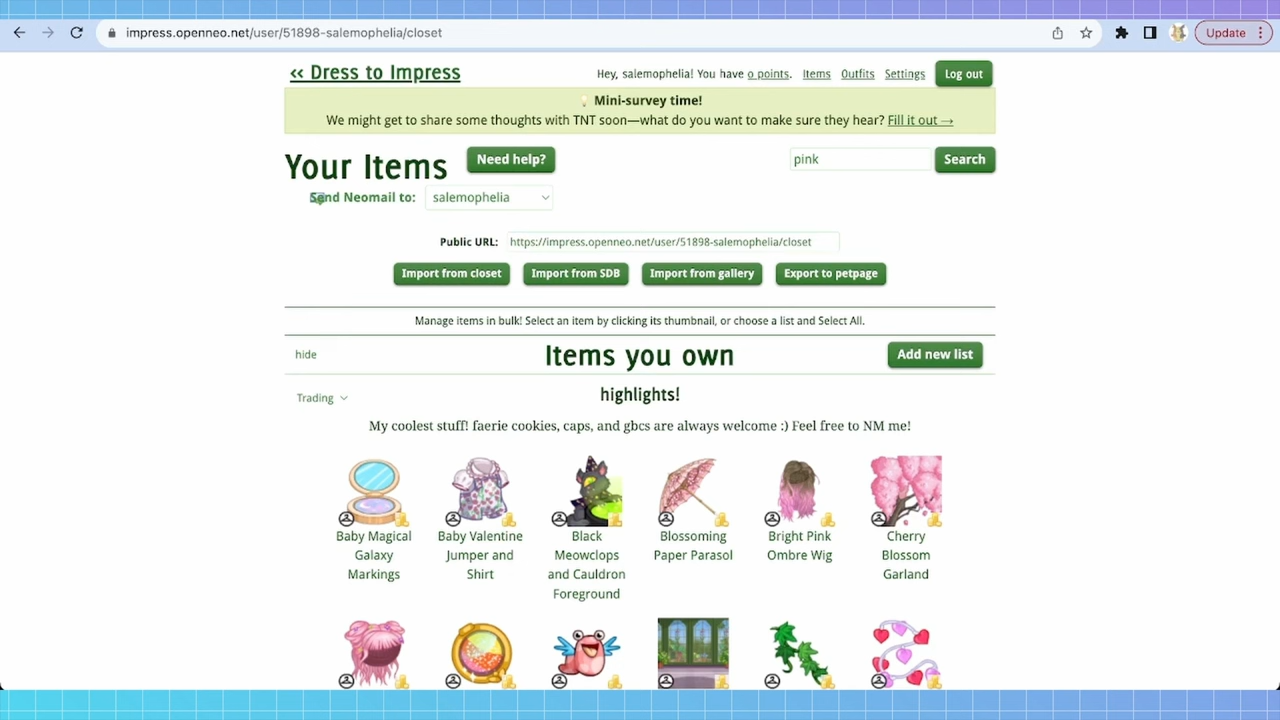 impress.openneo.net/user/51898-salemophelia/closet
Update
<< Dress to Impress
Hey, salemophelia! You have 0 points. Items Outfits Settings Log out
Mini-survey time!
We might get to share some thoughts with TNT soon—what do you want to make sure they hear? Fill it out →
Your Items Need help? pink Search
Send Neomail to: salemophelia
Public URL: https://impress.openneo.net/user/51898-salemophelia/closet
Import from closet Import from SDB Import from gallery Export to petpage
Manage items in bulk! Select an item by clicking its thumbnail, or choose a list and Select All.
hide Items you own Add new list
Trading highlights!
My coolest stuff! faerie cookies, caps, and gbcs are always welcome :) Feel free to NM me!
Baby Magical Galaxy Markings
Baby Valentine Jumper and Shirt
Black Meowclops and Cauldron Foreground
Blossoming Paper Parasol
Bright Pink Ombre Wig
Cherry Blossom Garland